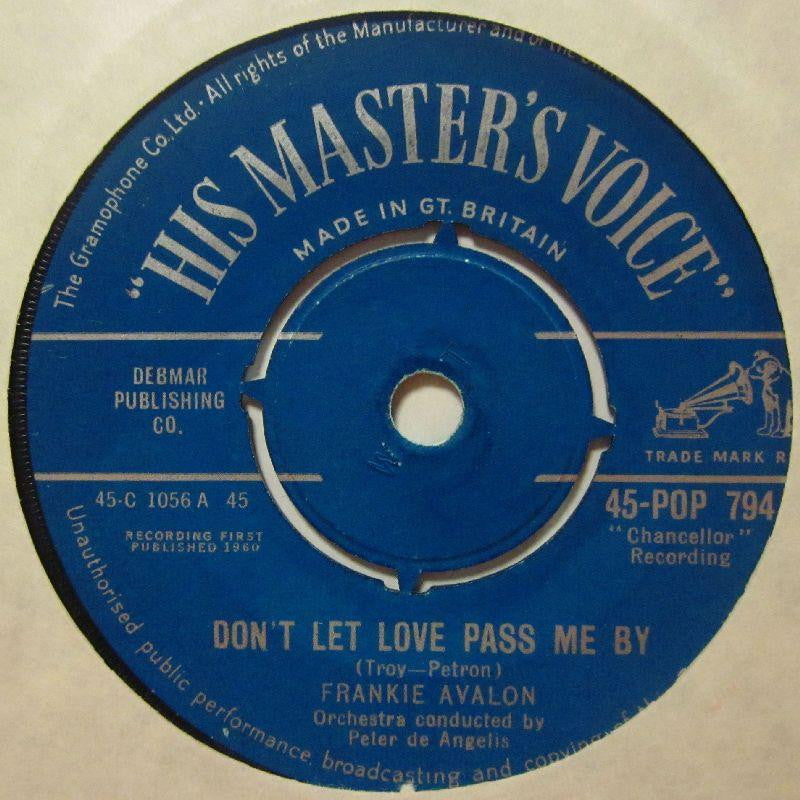 The Gramophone Co. Ltd. · All rights of the Manufacturer and of the
"HIS MASTER'S VOICE"
MADE IN GT. BRITAIN
DEBMAR
PUBLISHING
CO.
TRADE MARK R
45-C 1056 A 45
45-POP 794
RECORDING FIRST
PUBLISHED 1960
"Chancellor"
Recording
DON'T LET LOVE PASS ME BY
(Troy—Petron)
FRANKIE AVALON
Orchestra conducted by
Peter de Angelis
Unauthorised public performance, broadcasting and copying of